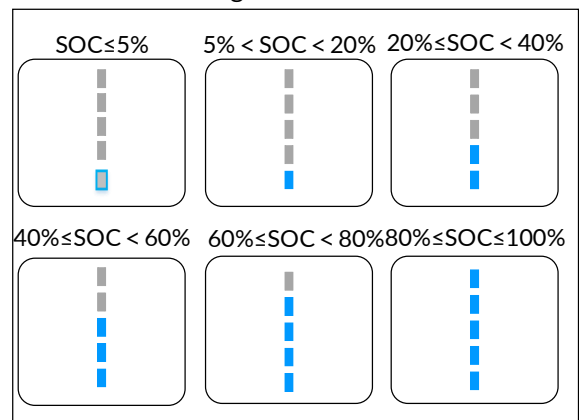 SOC≤5%
5% < SOC < 20%
20%≤SOC < 40%
40%≤SOC < 60%
60%≤SOC < 80%
80%≤SOC≤100%